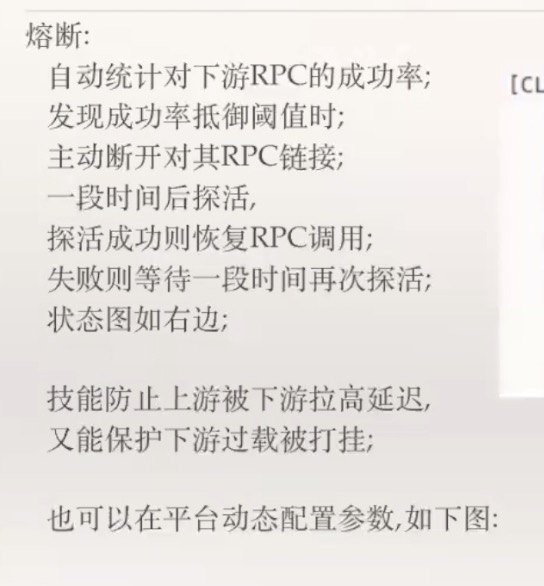 熔断:
自动统计对下游RPC的成功率;
发现成功率抵御阈值时;
主动断开对其RPC链接;
一段时间后探活,
探活成功则恢复RPC调用;
失败则等待一段时间再次探活;
状态图如右边;
技能防止上游被下游拉高延迟,
又能保护下游过载被打挂;
也可以在平台动态配置参数,如下图:
[CL